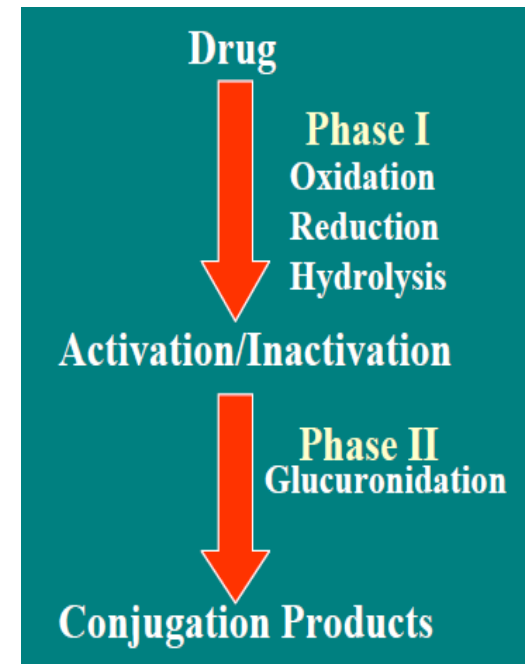 Drug
Phase I
Oxidation
Reduction
Hydrolysis
Activation/Inactivation
Phase II
Glucuronidation
Conjugation Products